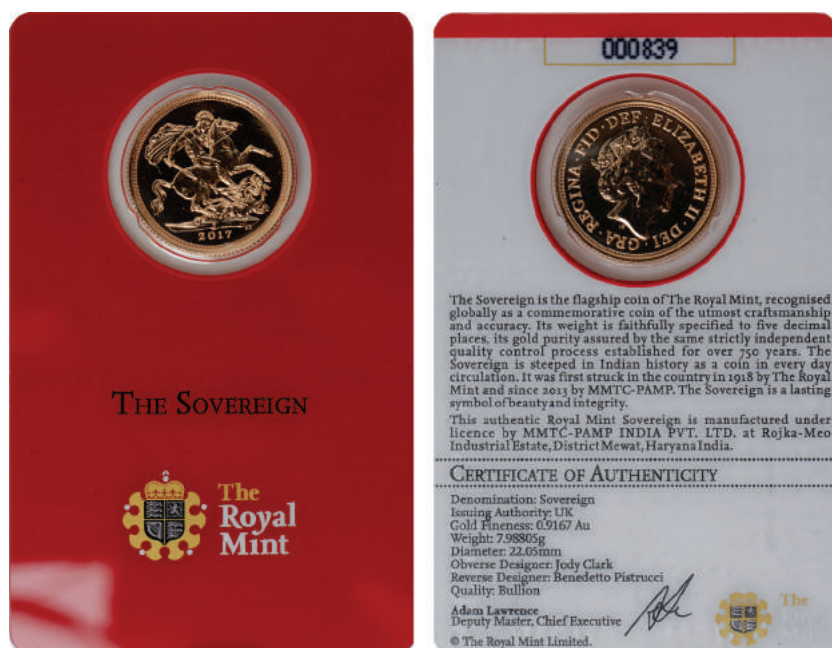 2017
THE SOVEREIGN
The
Royal
Mint
000839
ELIZABETH II · DEI · GRA · REGINA · FID · DEF ·
The Sovereign is the flagship coin of The Royal Mint, recognised
globally as a commemorative coin of the utmost craftsmanship
and accuracy. Its weight is faithfully specified to five decimal
places, its gold purity assured by the same strictly independent
quality control process established for over 750 years. The
Sovereign is steeped in Indian history as a coin in every day
circulation. It was first struck in the country in 1918 by The Royal
Mint and since 2013 by MMTC-PAMP. The Sovereign is a lasting
symbol of beauty and integrity.
This authentic Royal Mint Sovereign is manufactured under
licence by MMTC-PAMP INDIA PVT. LTD. at Rojka-Meo
Industrial Estate, District Mewat, Haryana India.
CERTIFICATE OF AUTHENTICITY
Denomination: Sovereign
Issuing Authority: UK
Gold Fineness: 0.9167 Au
Weight: 7.98805g
Diameter: 22.05mm
Obverse Designer: Jody Clark
Reverse Designer: Benedetto Pistrucci
Quality: Bullion
Adam Lawrence
Deputy Master, Chief Executive
© The Royal Mint Limited.
The